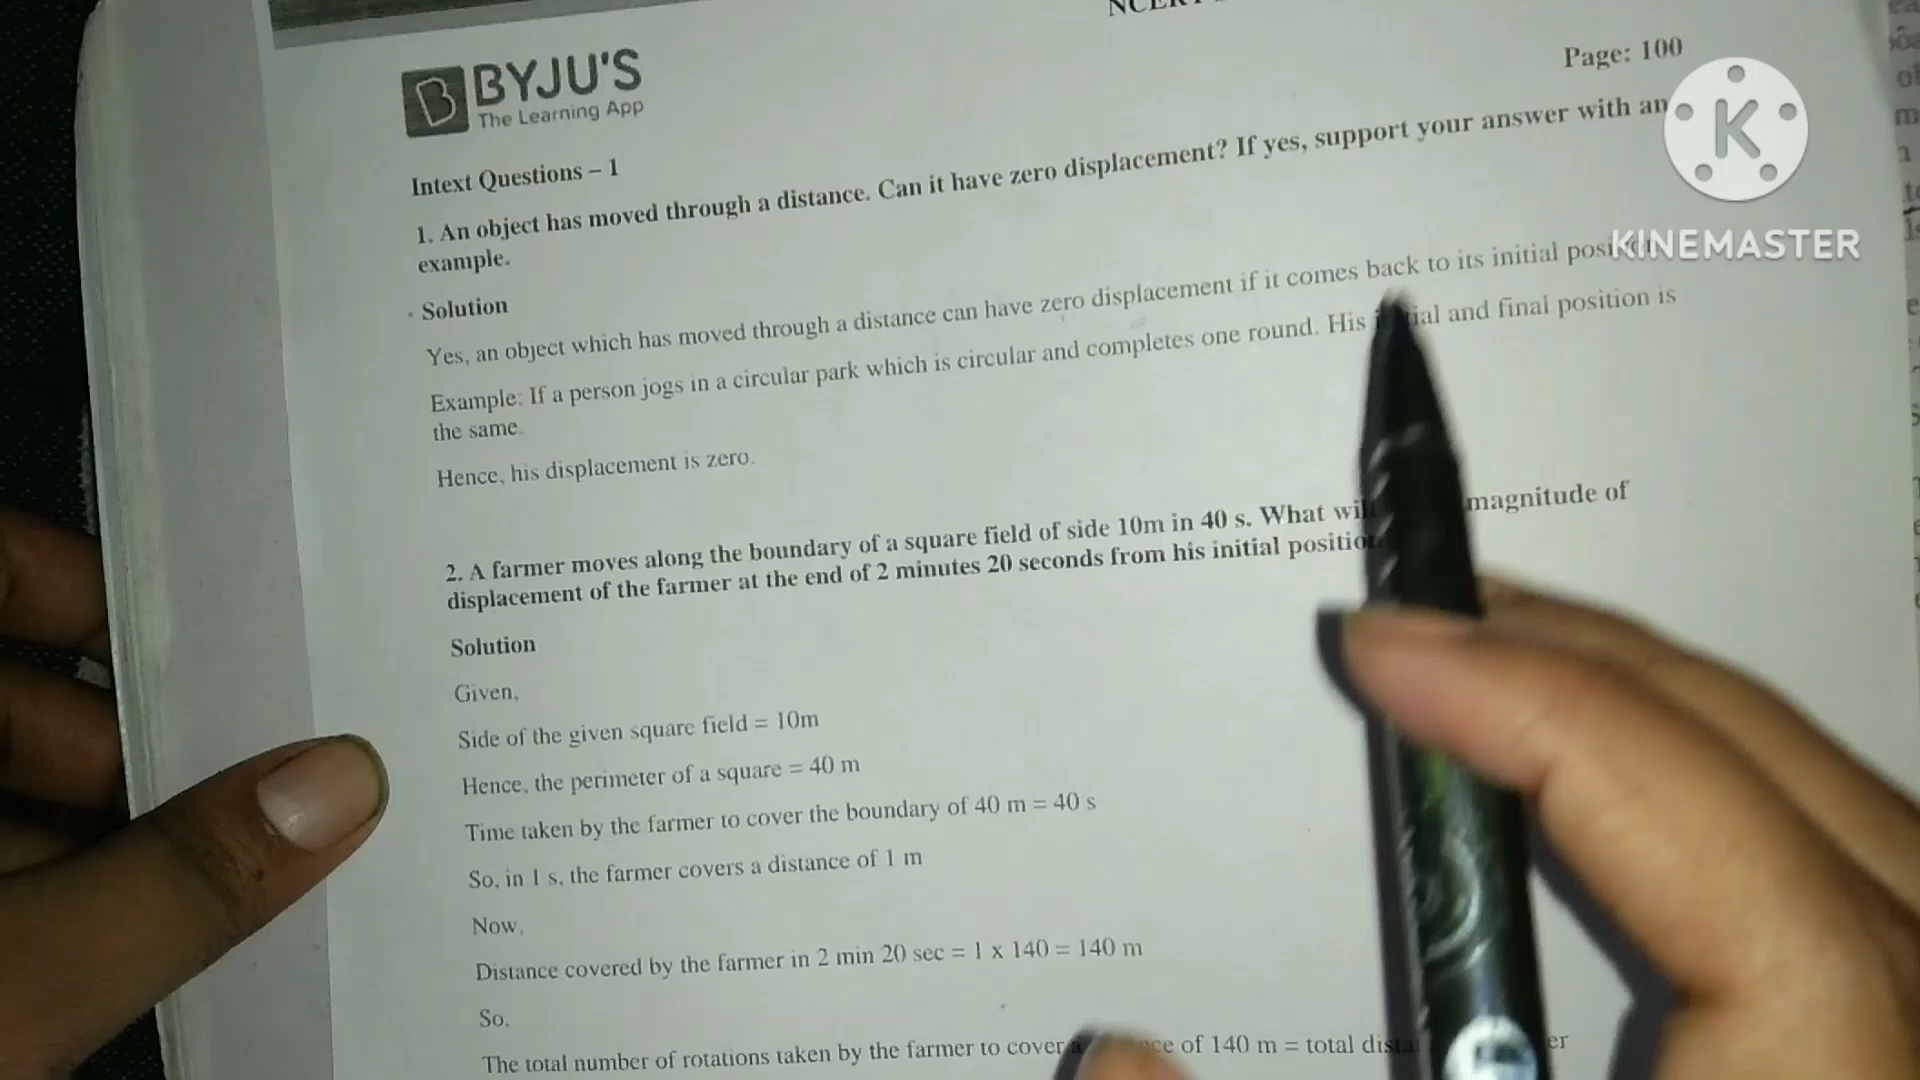 BYJU'S
The Learning App
Page: 100
Intext Questions – 1
1. An object has moved through a distance. Can it have zero displacement? If yes, support your answer with an
example.
Solution
Yes, an object which has moved through a distance can have zero displacement if it comes back to its initial
Example: If a person jogs in a circular park which is circular and completes one round. His and final position is
the same.
Hence, his displacement is zero.
2. A farmer moves along the boundary of a square field of side 10m in 40 s. What magnitude of
displacement of the farmer at the end of 2 minutes 20 seconds from his initial
Solution
Given,
Side of the given square field = 10m
Hence, the perimeter of a square = 40 m
Time taken by the farmer to cover the boundary of 40 m = 40 s
So, in 1 s, the farmer covers a distance of 1 m
Now,
Distance covered by the farmer in 2 min 20 sec = 1 x 140 = 140 m
So,
The total number of rotations taken by the farmer to cover of 140 m = total
K
KINEMASTER